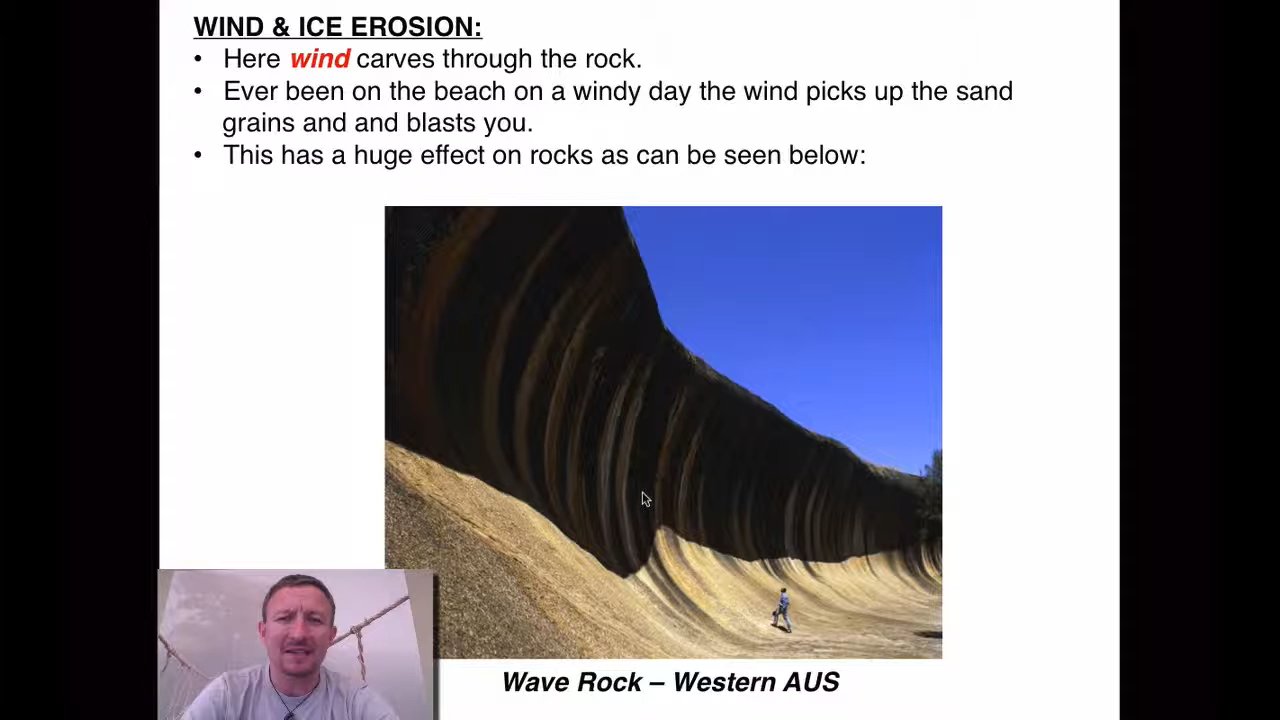 WIND & ICE EROSION:
• Here wind carves through the rock.
• Ever been on the beach on a windy day the wind picks up the sand
grains and and blasts you.
• This has a huge effect on rocks as can be seen below:
Wave Rock – Western AUS